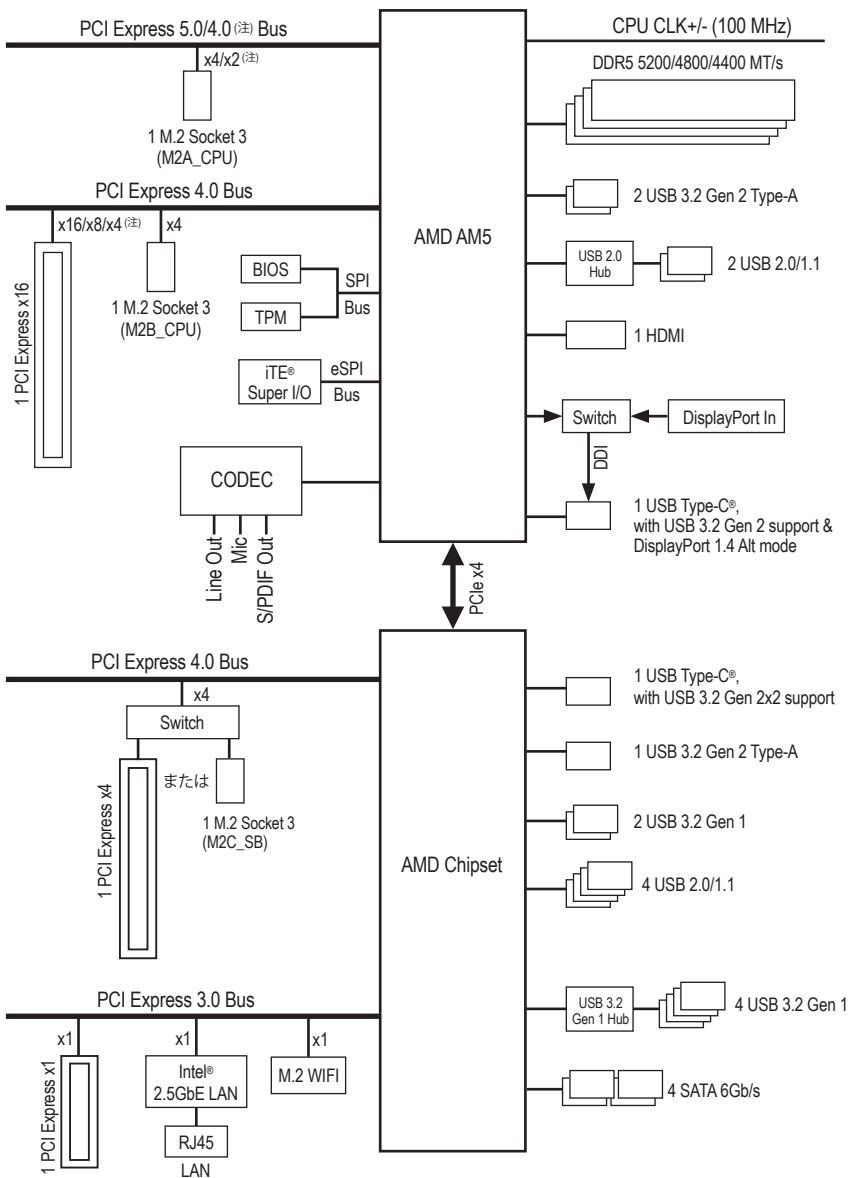 PCI Express 5.0/4.0 (注) Bus
x4/x2 (注)
1 M.2 Socket 3
(M2A_CPU)
PCI Express 4.0 Bus
x16/x8/x4 (注)
x4
1 PCI Express x16
1 M.2 Socket 3
(M2B_CPU)
BIOS
TPM
SPI
Bus
iTE®
Super I/O
eSPI
Bus
CODEC
Line Out
Mic
S/PDIF Out
AMD AM5
CPU CLK+/- (100 MHz)
DDR5 5200/4800/4400 MT/s
2 USB 3.2 Gen 2 Type-A
USB 2.0
Hub
2 USB 2.0/1.1
1 HDMI
Switch
DisplayPort In
DDI
1 USB Type-C®,
with USB 3.2 Gen 2 support &
DisplayPort 1.4 Alt mode
PCIe x4
PCI Express 4.0 Bus
x4
Switch
1 PCI Express x4
または
1 M.2 Socket 3
(M2C_SB)
PCI Express 3.0 Bus
x1
x1
x1
1 PCI Express x1
Intel®
2.5GbE LAN
RJ45
LAN
M.2 WIFI
AMD Chipset
1 USB Type-C®,
with USB 3.2 Gen 2x2 support
1 USB 3.2 Gen 2 Type-A
2 USB 3.2 Gen 1
4 USB 2.0/1.1
USB 3.2
Gen 1 Hub
4 USB 3.2 Gen 1
4 SATA 6Gb/s